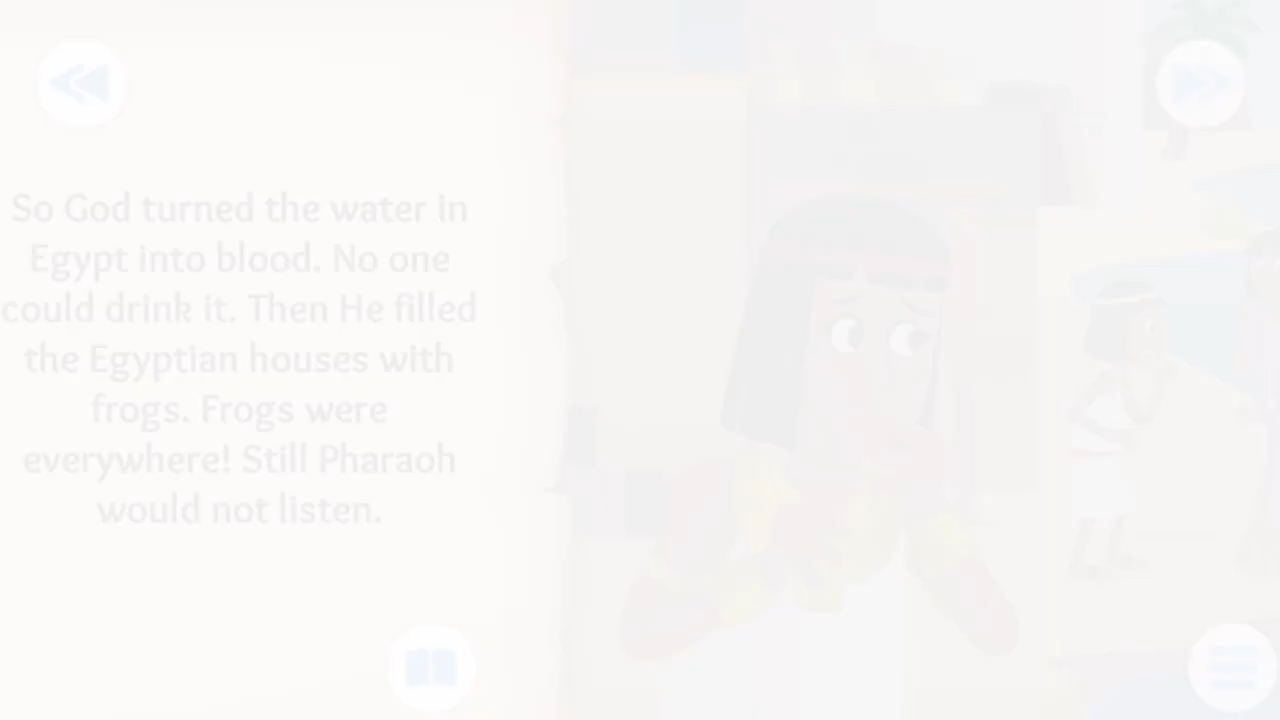 So God turned the water in
Egypt into blood. No one
could drink it. Then He filled
the Egyptian houses with
frogs. Frogs were
everywhere! Still Pharaoh
would not listen.